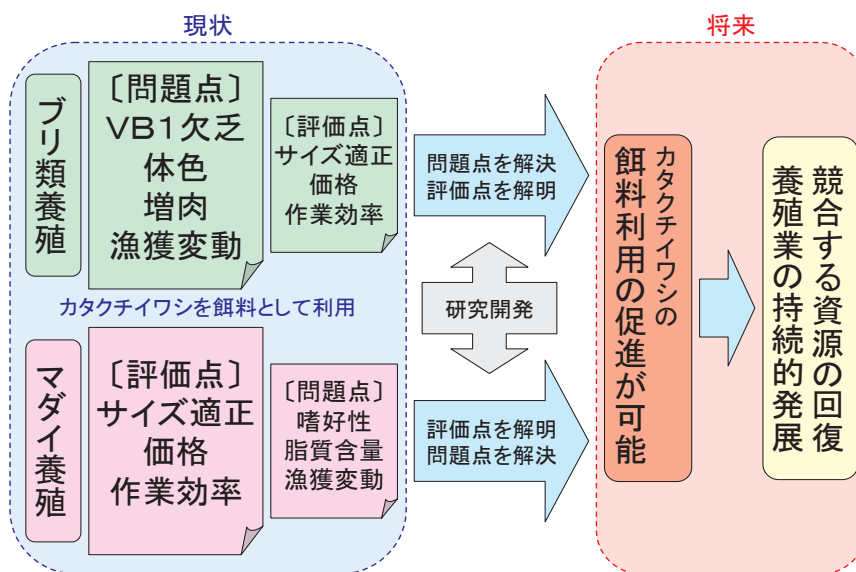 現状
ブリ類養殖
〔問題点〕
VB1欠乏
体色
増肉
漁獲変動
〔評価点〕
サイズ適正
価格
作業効率
カタクチイワシを餌料として利用
マダイ養殖
〔評価点〕
サイズ適正
価格
作業効率
〔問題点〕
嗜好性
脂質含量
漁獲変動
問題点を解決
評価点を解明
研究開発
評価点を解明
問題点を解決
将来
カタクチイワシの
餌料利用の促進が可能
競合する資源の回復
養殖業の持続的発展